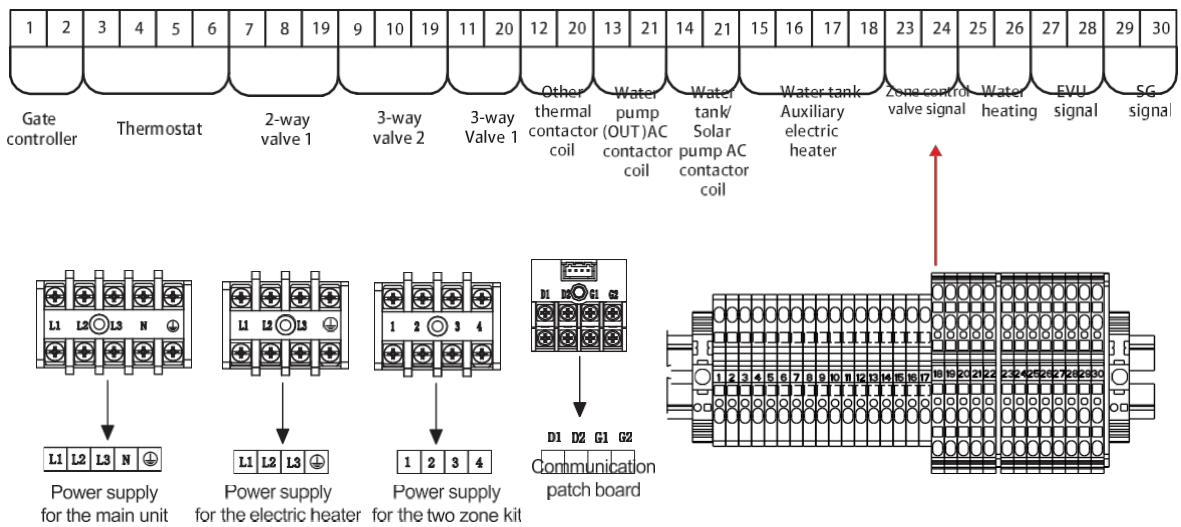 1 2 3 4 5 6 7 8 19 9 10 19 11 20 12 20 13 21 14 21 15 16 17 18 23 24 25 26 27 28 29 30
Gate
controller
Thermostat
2-way
valve 1
3-way
valve 2
3-way
Valve 1
Other
thermal
contactor
coil
Water
pump
(OUT)AC
contactor
coil
Water
tank/
Solar
pump AC
contactor
coil
Water tank
Auxiliary
electric
heater
Zone control
valve signal
Water
heating
EVU
signal
SG
signal
L1 L2 L3 N
L1 L2 L3
1 2 3 4
D1 D2 G1 G2
1 2 3 4 5 6 7 8 9 10 11 12 13 14 15 16 17 18 19 20 21 22 23 24 25 26 27 28 29 30
L1 L2 L3 N
Power supply
for the main unit
L1 L2 L3
Power supply
for the electric heater
1 2 3 4
Power supply
for the two zone kit
D1 D2 G1 G2
Communication
patch board